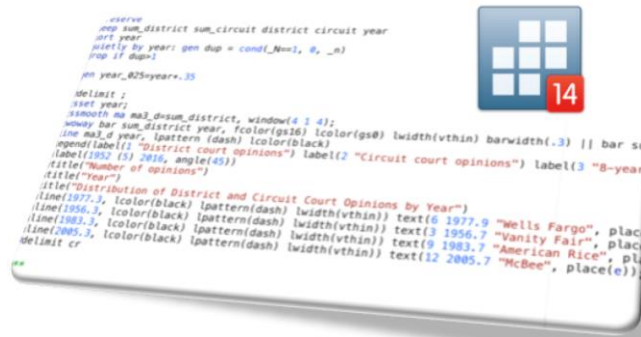 eserve
eep sum_district sum_circuit district circuit year
ort year
uietly by year: gen dup = cond(_N==1, 0, _n)
rop if dup>1
en year_025=year+.35
delimit ;
sset year;
ssmooth ma ma3_d=sum_district, window(4 1 4);
woway bar sum_district year, fcolor(gs16) lcolor(gs0) lwidth(vthin) barwidth(.3) || bar su
ine ma3_d year, lpattern (dash) lcolor(black)
egend(label(1 "District court opinions") label(2 "Circuit court opinions") label(3 "8-year
label(1952 (5) 2016, angle(45))
title("Number of opinions")
title("Year")
itle("Distribution of District and Circuit Court Opinions by Year")
line(1977.3, lcolor(black) lpattern(dash) lwidth(vthin)) text(6 1977.9 "Wells Fargo", plac
line(1956.3, lcolor(black) lpattern(dash) lwidth(vthin)) text(3 1956.7 "Vanity Fair", plac
line(1983.3, lcolor(black) lpattern(dash) lwidth(vthin)) text(9 1983.7 "American Rice", pl
line(2005.3, lcolor(black) lpattern(dash) lwidth(vthin)) text(12 2005.7 "McBee", place(e));
delimit cr
**
14